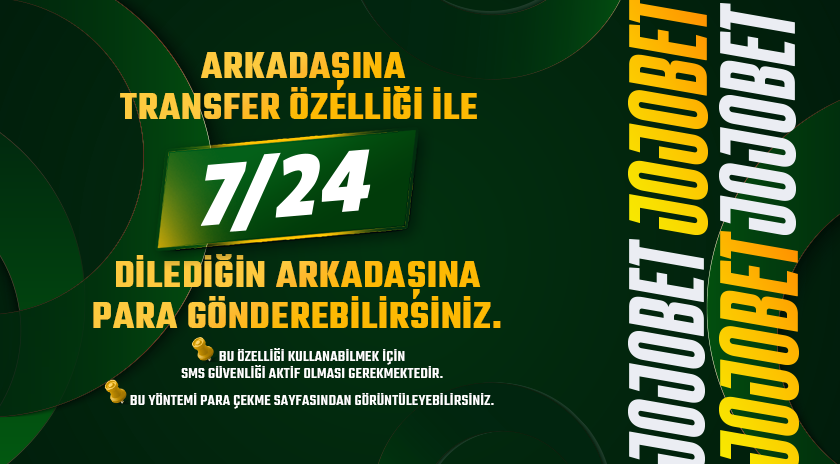 ARKADAŞINA
TRANSFER ÖZELLİĞİ İLE
7/24
DİLEDİĞİN ARKADAŞINA
PARA GÖNDEREBİLİRSİNİZ.
BU ÖZELLİĞİ KULLANABİLMEK İÇİN
SMS GÜVENLİĞİ AKTİF OLMASI GEREKMEKTEDİR.
BU YÖNTEMİ PARA ÇEKME SAYFASINDAN GÖRÜNTÜLEYEBİLİRSİNİZ.
JOJOBET JOJOBET
JOJOBET JOJOBET